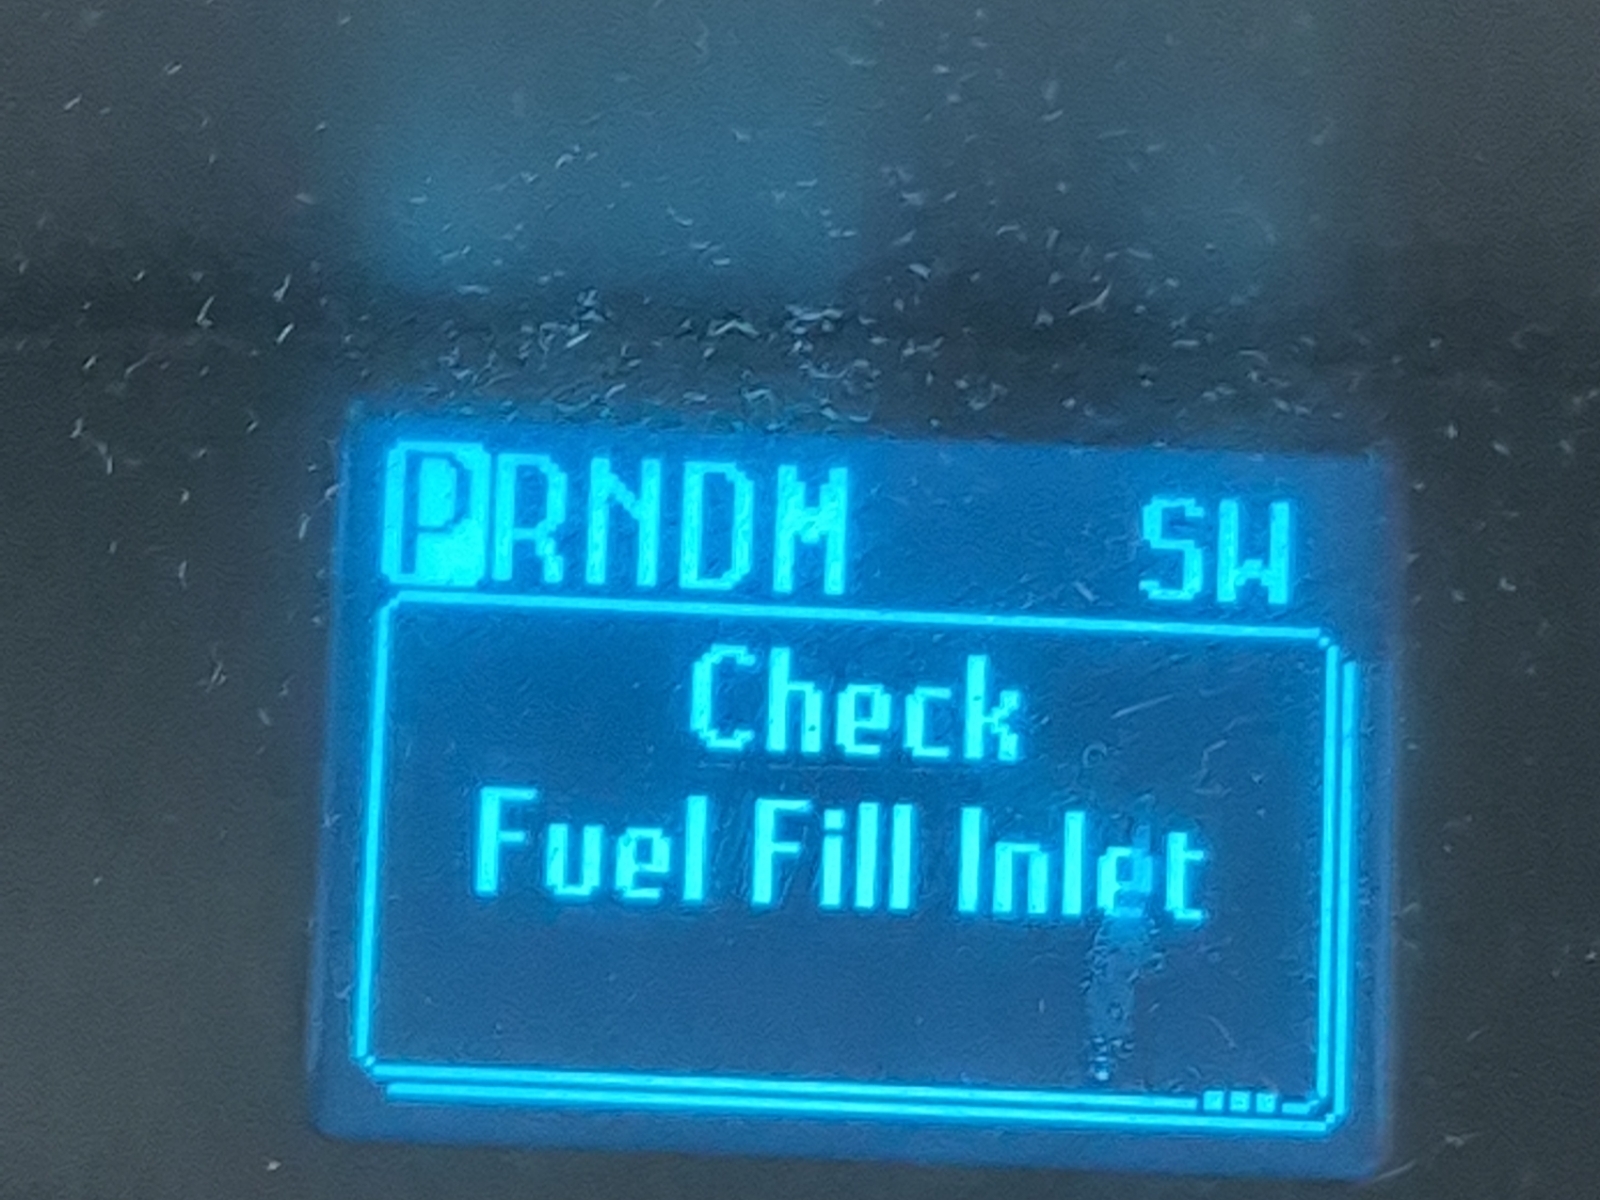 PRNDM SW
Check
Fuel Fill Inlet